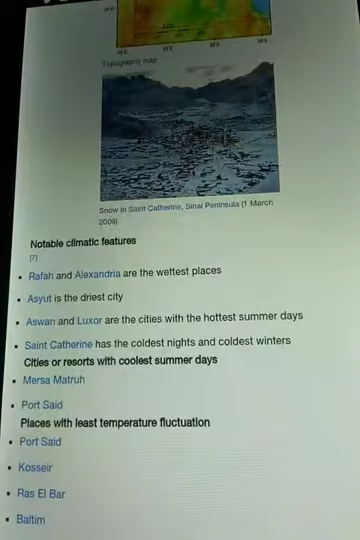 KM
Topography map
Snow in Saint Catherine, Sinai Peninsula (1 March
2009)
Notable climatic features
[7]
Rafah and Alexandria are the wettest places
Asyut is the driest city
Aswan and Luxor are the cities with the hottest summer days
Saint Catherine has the coldest nights and coldest winters
Cities or resorts with coolest summer days
Mersa Matruh
Port Said
Places with least temperature fluctuation
Port Said
Kosseir
Ras El Bar
Baltim